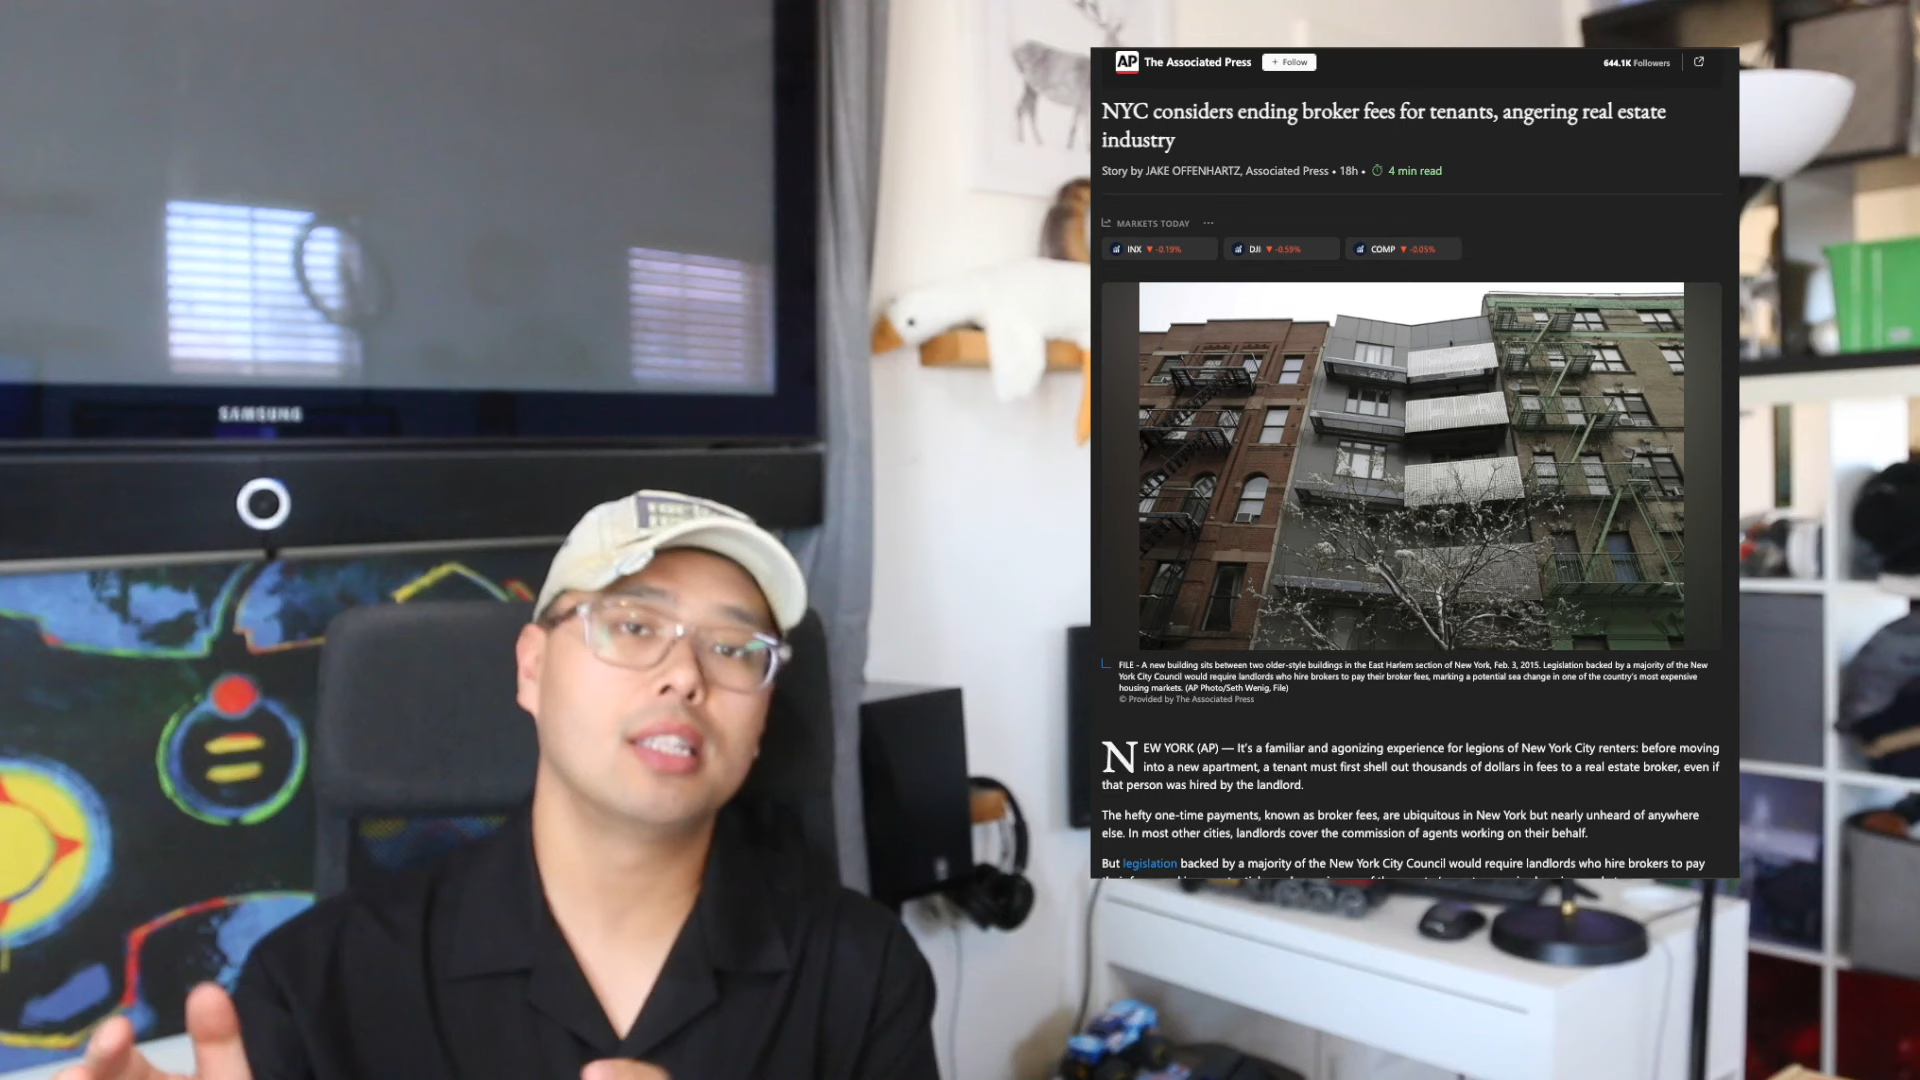 SAMSUNG
AP The Associated Press + Follow 644.1K Followers
NYC considers ending broker fees for tenants, angering real estate
industry
Story by JAKE OFFENHARTZ, Associated Press • 18h • 4 min read
MARKETS TODAY ...
INX ▼ -0.19% DJI ▼ -0.59% COMP ▼ -0.05%
FILE - A new building sits between two older-style buildings in the East Harlem section of New York, Feb. 3, 2015. Legislation backed by a majority of the New
York City Council would require landlords who hire brokers to pay their broker fees, marking a potential sea change in one of the country's most expensive
housing markets. (AP Photo/Seth Wenig, File)
© Provided by The Associated Press
NEW YORK (AP) — It's a familiar and agonizing experience for legions of New York City renters: before moving
into a new apartment, a tenant must first shell out thousands of dollars in fees to a real estate broker, even if
that person was hired by the landlord.
The hefty one-time payments, known as broker fees, are ubiquitous in New York but nearly unheard of anywhere
else. In most other cities, landlords cover the commission of agents working on their behalf.
But legislation backed by a majority of the New York City Council would require landlords who hire brokers to pay